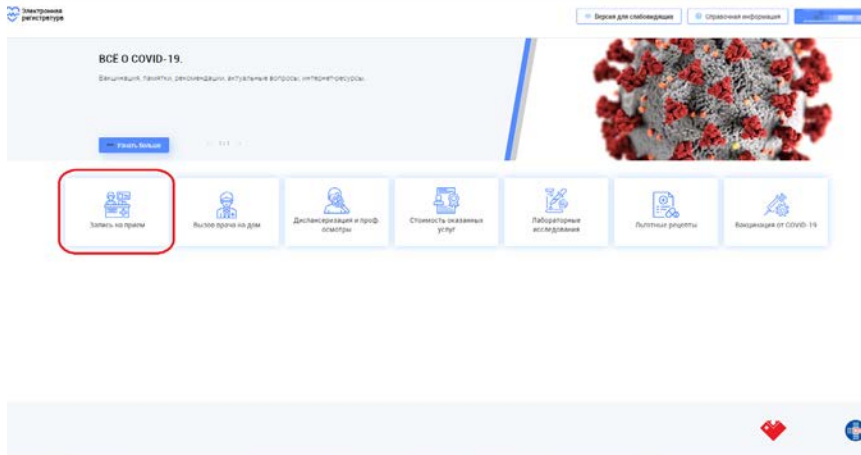 Электронная
регистратура
Версия для слабовидящих
Справочная информация
ВСЁ О COVID-19.
Вакцинация, памятки, рекомендации, актуальные вопросы, интернет-ресурсы.
Узнать больше
Запись на приём
Вызов врача на дом
Диспансеризация и проф.
осмотры
Стоимость оказанных
услуг
Лабораторные
исследования
Льготные рецепты
Вакцинация от COVID-19